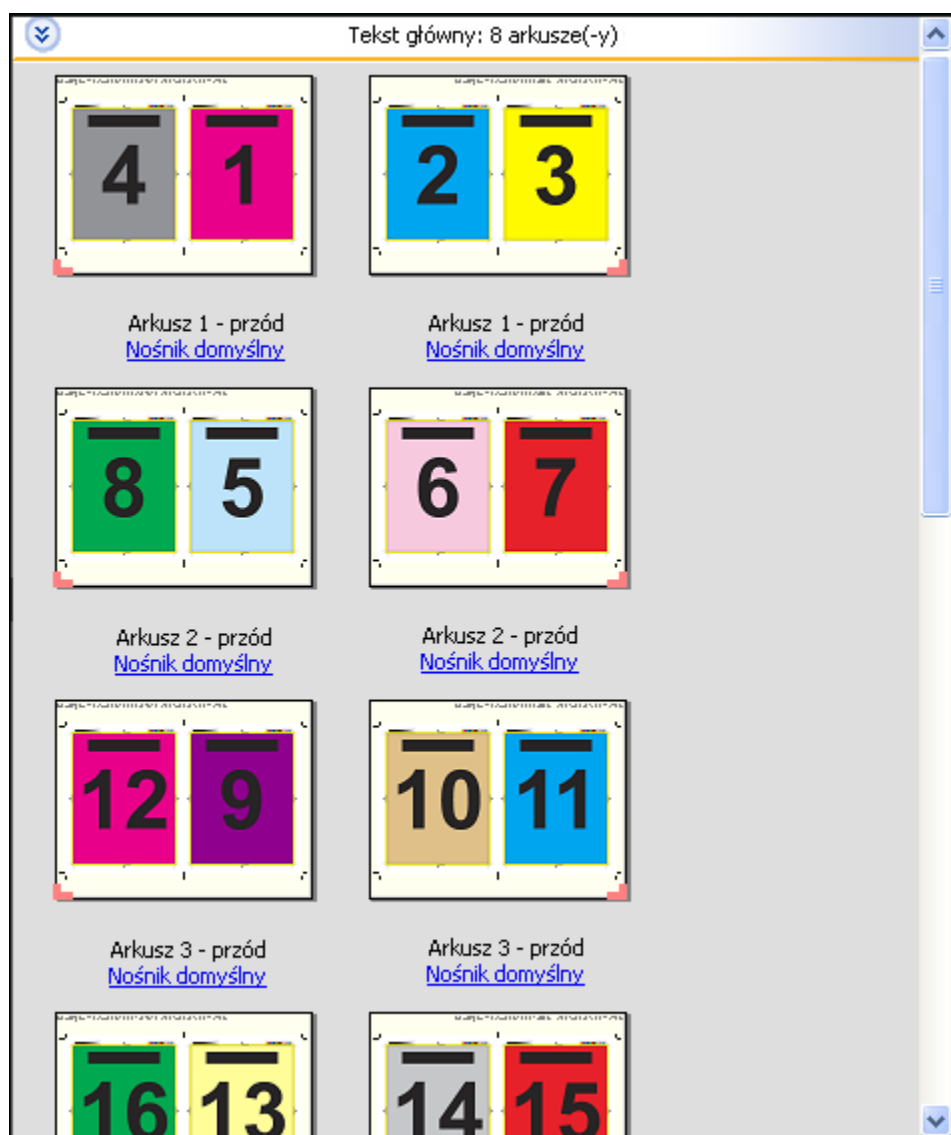 Tekst główny: 8 arkusze(-y)
4 1 2 3
Arkusz 1 - przód Arkusz 1 - przód
Nośnik domyślny Nośnik domyślny
8 5 6 7
Arkusz 2 - przód Arkusz 2 - przód
Nośnik domyślny Nośnik domyślny
12 9 10 11
Arkusz 3 - przód Arkusz 3 - przód
Nośnik domyślny Nośnik domyślny
16 13 14 15